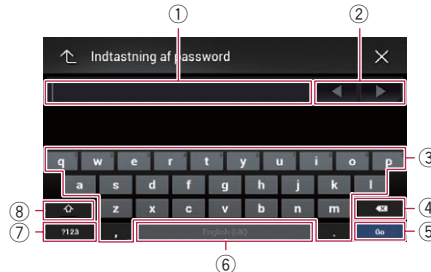 ① ②
Indtastning af password
③
q w e r t y u i o p
a s d f g h j k l
⑧ z x c v b n m ④
⑦ ?123 , English (UK) . Go ⑤
⑥